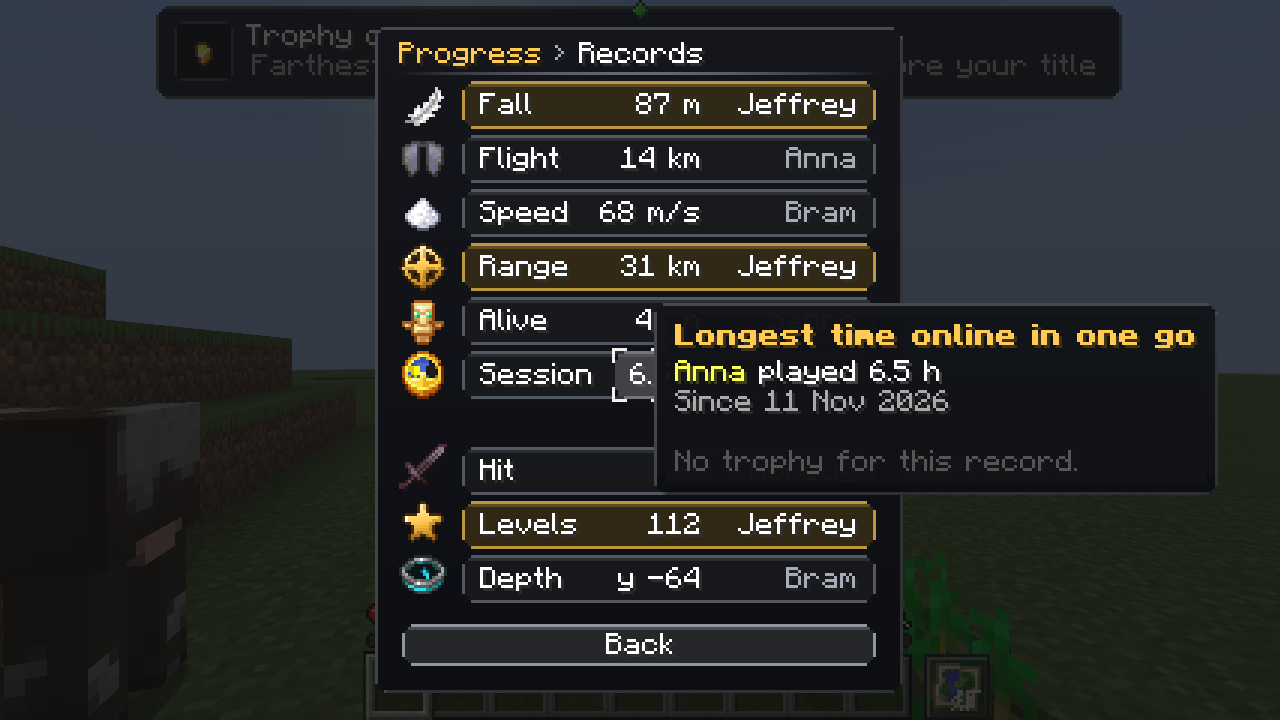 Trophy
Farthest
ore your title
Progress > Records
Fall 87 m Jeffrey
Flight 14 km Anna
Speed 68 m/s Bram
Range 31 km Jeffrey
Alive 4
Session 6.
Longest time online in one go
Anna played 6.5 h
Since 11 Nov 2026
No trophy for this record.
Hit
Levels 112 Jeffrey
Depth y -64 Bram
Back